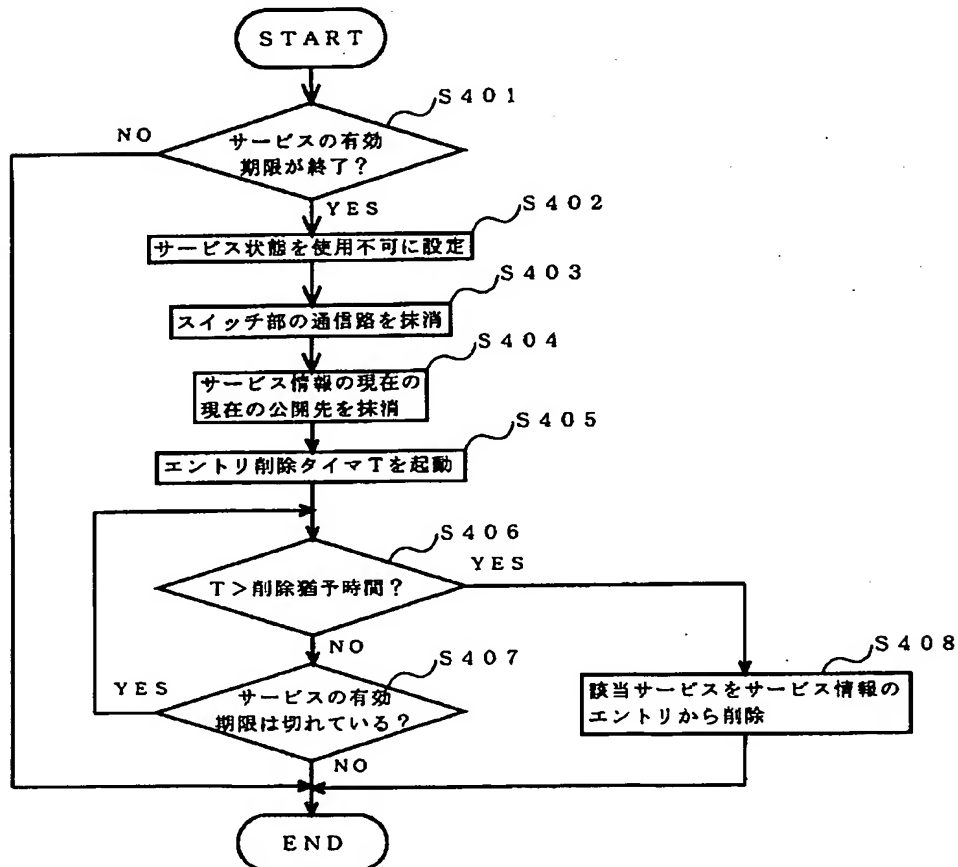 START
S401
NO
サービスの有効
期限が終了?
YES
S402
サービス状態を使用不可に設定
S403
スイッチ部の通信路を抹消
S404
サービス情報の現在の
現在の公開先を抹消
S405
エントリ削除タイマTを起動
S406
YES
T>削除猶予時間?
NO
S407
S408
YES
サービスの有効
期限は切れている?
該当サービスをサービス情報の
エントリから削除
NO
END